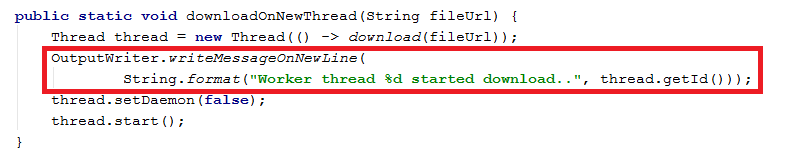 public static void downloadOnNewThread(String fileUrl) {
    Thread thread = new Thread(() -> download(fileUrl));
    OutputWriter.writeMessageOnNewLine(
            String.format("Worker thread %d started download..", thread.getId()));
    thread.setDaemon(false);
    thread.start();
}